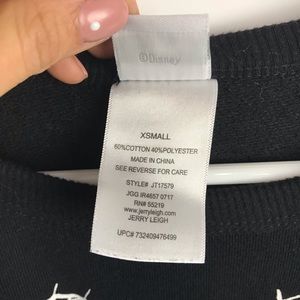 ©Disney
XSMALL
60%COTTON 40%POLYESTER
MADE IN CHINA
SEE REVERSE FOR CARE
STYLE# JT17579
JGG IR4657 0717
RN# 55219
www.jerryleigh.com
JERRY LEIGH
UPC# 732409476499